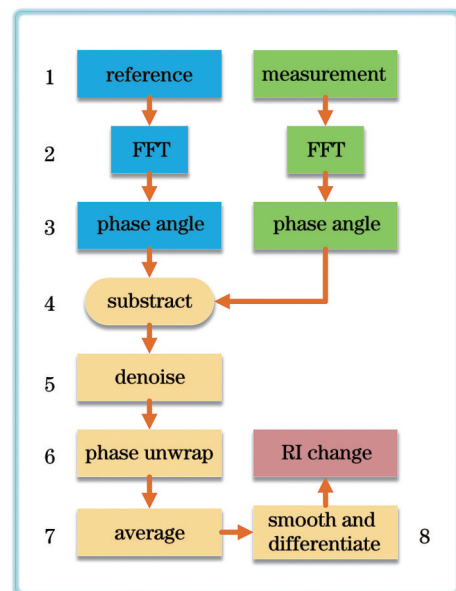 1 reference measurement
2 FFT FFT
3 phase angle phase angle
4 substract
5 denoise
6 phase unwrap RI change
7 average smooth and differentiate 8